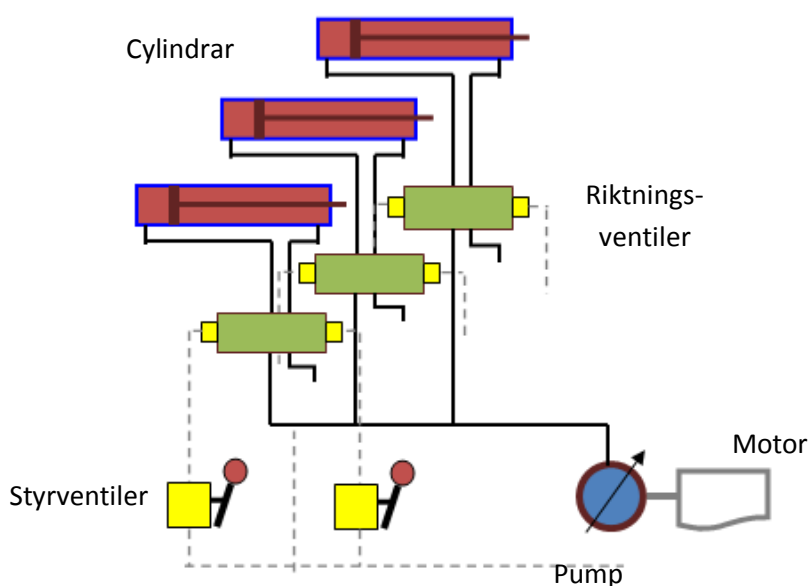 Cylindrar
Riktnings-
ventiler
Motor
Styrventiler
Pump